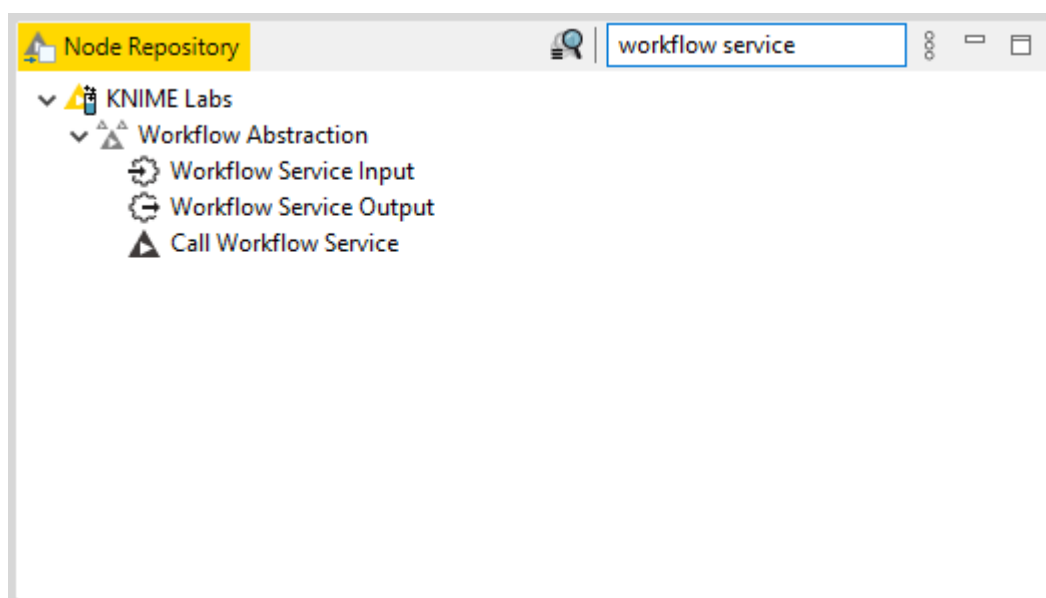 Node Repository workflow service
KNIME Labs
Workflow Abstraction
Workflow Service Input
Workflow Service Output
Call Workflow Service